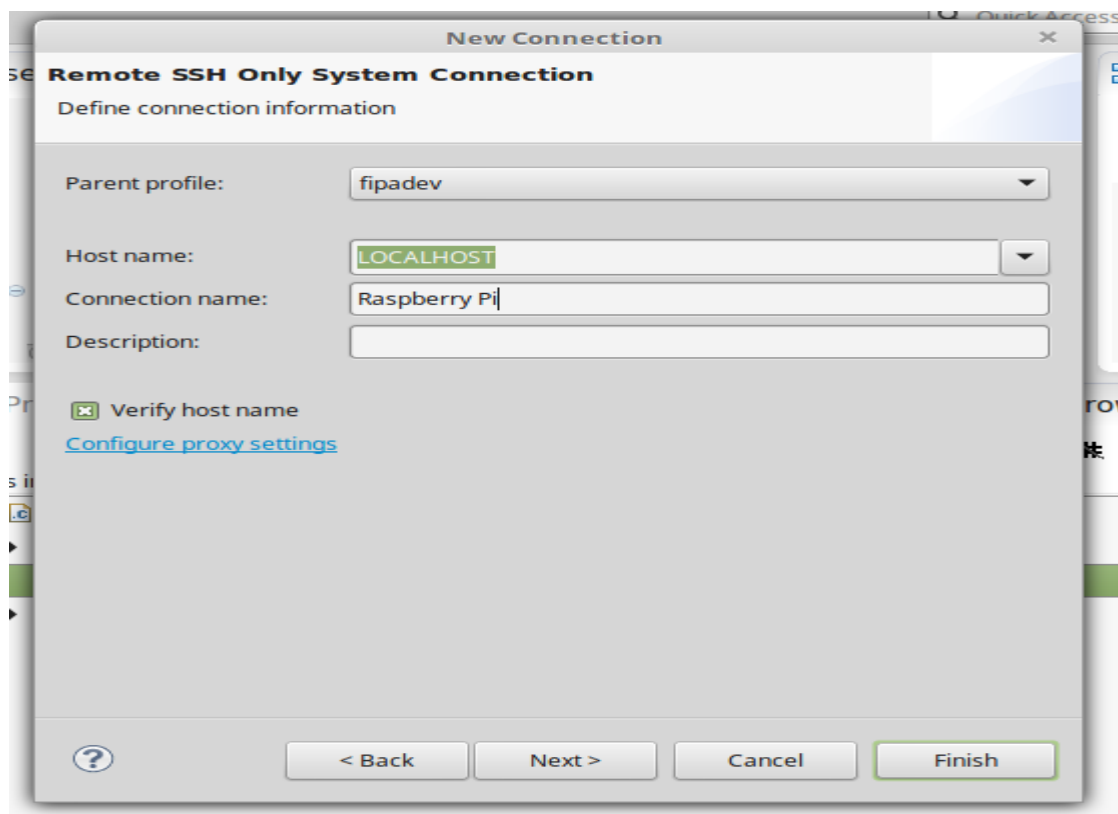 Quick Access
New Connection
Remote SSH Only System Connection
Define connection information
Parent profile: fipadev
Host name: LOCALHOST
Connection name: Raspberry Pi
Description:
Verify host name
Configure proxy settings
.c
< Back Next > Cancel Finish